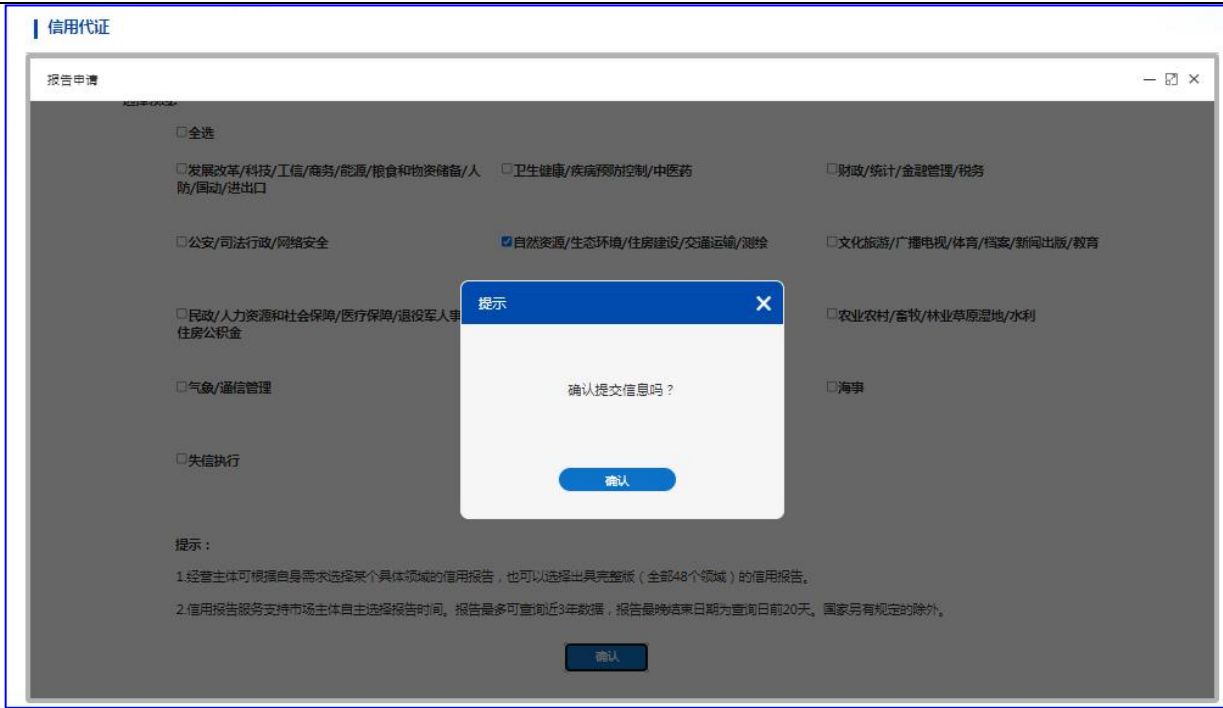 信用代证
报告申请
全选
发展改革/科技/工信/商务/能源/粮食和物资储备/人
防/国动/进出口
卫生健康/疾病预防控制/中医药
财政/统计/金融管理/税务
公安/司法行政/网络安全
自然资源/生态环境/住房建设/交通运输/测绘
文化旅游/广播电视/体育/档案/新闻出版/教育
民政/人力资源和社会保障/医疗保障/退役军人事
住房公积金
农业农村/畜牧/林业草原湿地/水利
提示
确认提交信息吗？
确认
气象/通信管理
海事
失信执行
提示：
1.经营主体可根据自身需求选择某个具体领域的信用报告，也可以选择出具完整版（全部48个领域）的信用报告。
2.信用报告服务支持市场主体自主选择报告时间。报告最多可查询近3年数据，报告最晚结束日期为查询日前20天。国家另有规定的除外。
确认